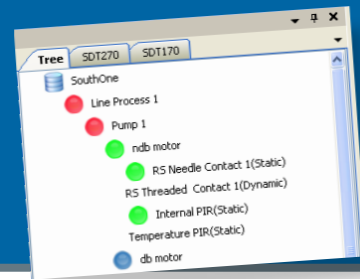 Tree SDT270 SDT170
SouthOne
Line Process 1
Pump 1
ndb motor
RS Needle Contact 1(Static)
RS Threaded Contact 1(Dynamic)
Internal PIR(Static)
Temperature PIR(Static)
db motor